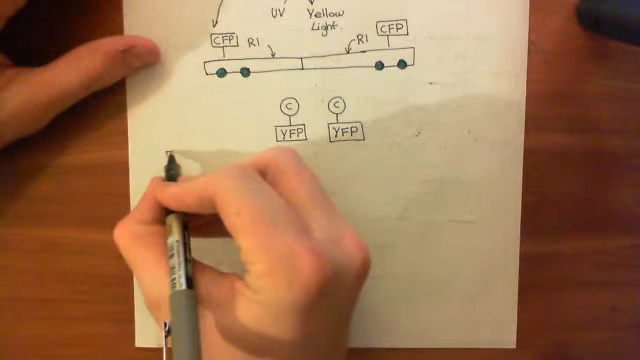 UV Yellow
Light.
CFP R1 R1 CFP
C C
YFP YFP